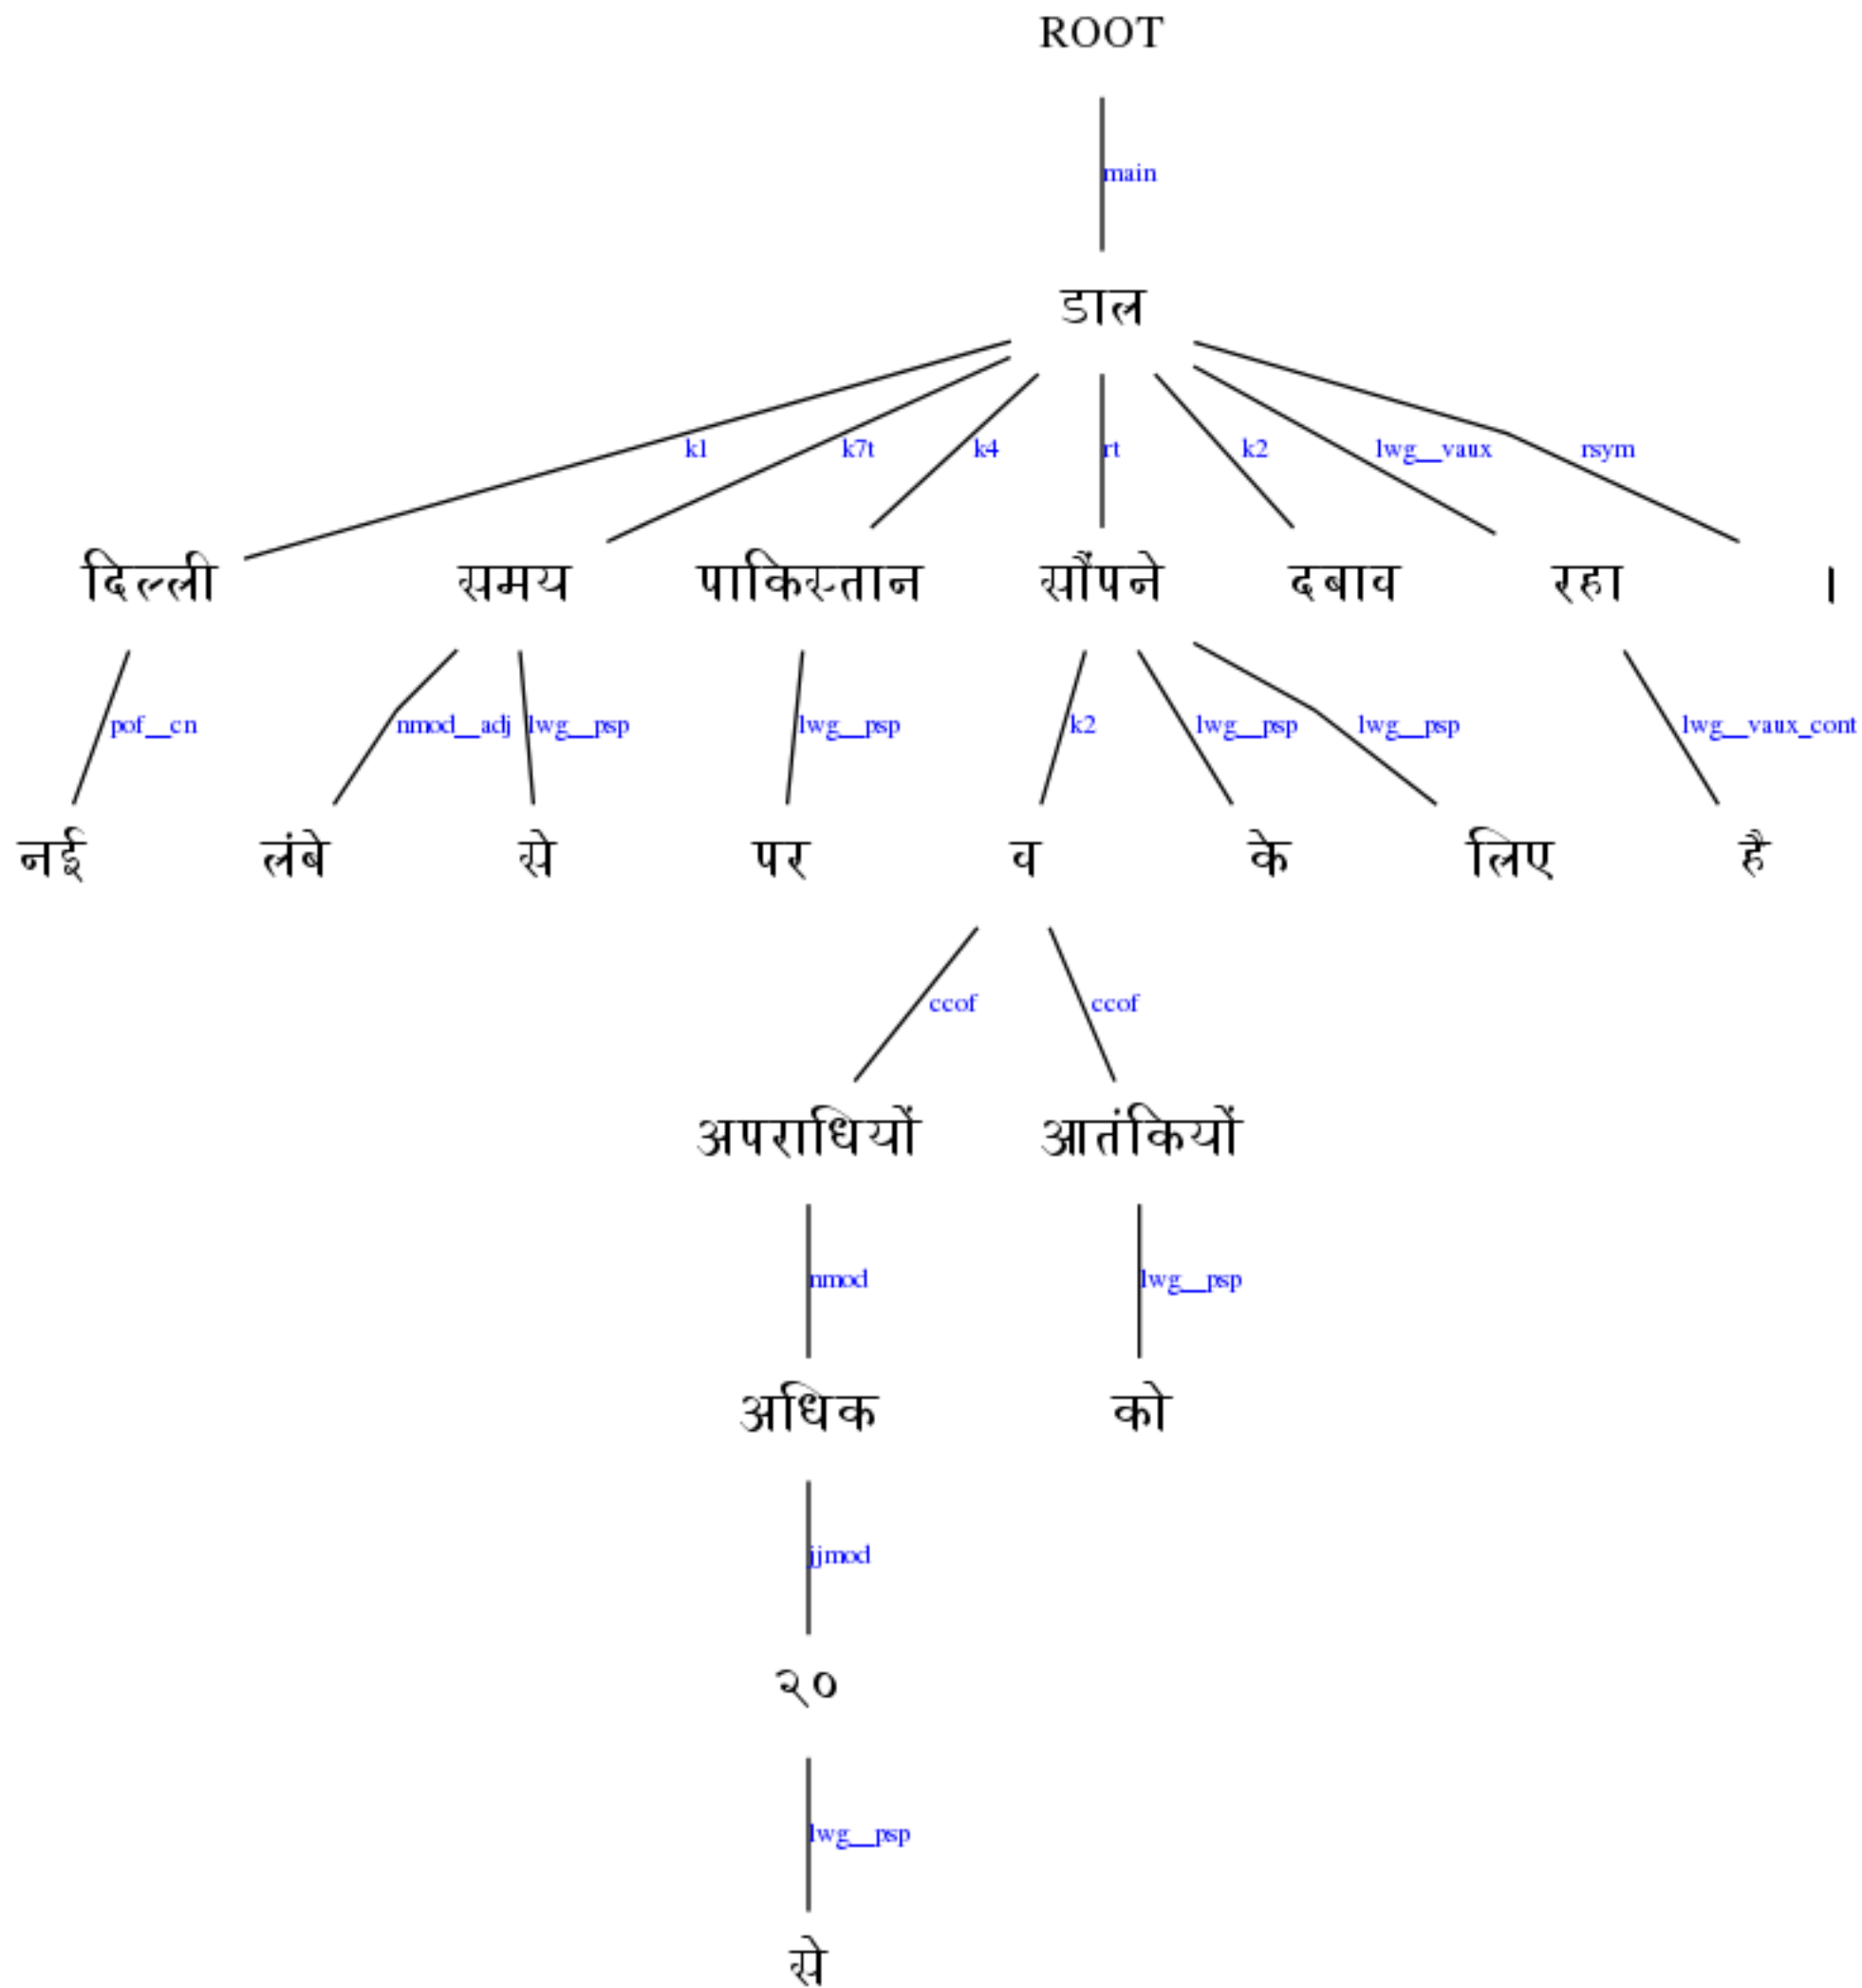 ROOT
main
डाल
k1 k7t k4 rt k2 lwg__vaux rsym
दिल्ली समय पाकिस्तान सौंपने दबाव रहा ।
pof__cn nmod__adj lwg__psp lwg__psp k2 lwg__psp lwg__psp lwg__vaux_cont
नई लंबे से पर व के लिए है
ccof ccof
अपराधियों आतंकियों
nmod lwg__psp
अधिक को
jjmod
२०
lwg__psp
से